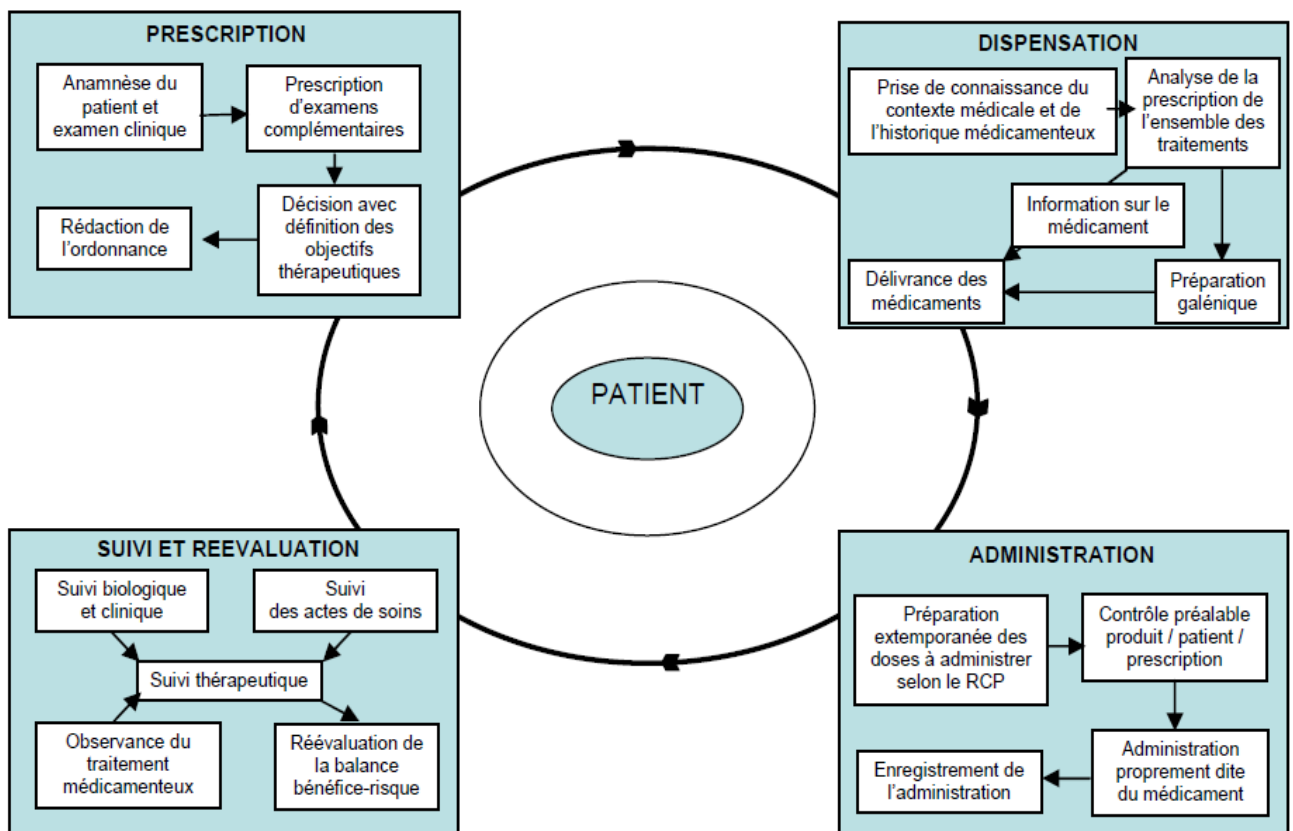 PRESCRIPTION
Anamnèse du
patient et
examen clinique
Prescription
d’examens
complémentaires
Rédaction de
l’ordonnance
Décision avec
définition des
objectifs
thérapeutiques
DISPENSATION
Prise de connaissance du
contexte médicale et de
l’historique médicamenteux
Analyse de la
prescription de
l’ensemble des
traitements
Information sur le
médicament
Délivrance des
médicaments
Préparation
galénique
PATIENT
SUIVI ET REEVALUATION
Suivi biologique
et clinique
Suivi
des actes de soins
Suivi thérapeutique
Observance du
traitement
médicamenteux
Réévaluation de
la balance
bénéfice-risque
ADMINISTRATION
Préparation
extemporanée des
doses à administrer
selon le RCP
Contrôle préalable
produit / patient /
prescription
Enregistrement de
l’administration
Administration
proprement dite
du médicament